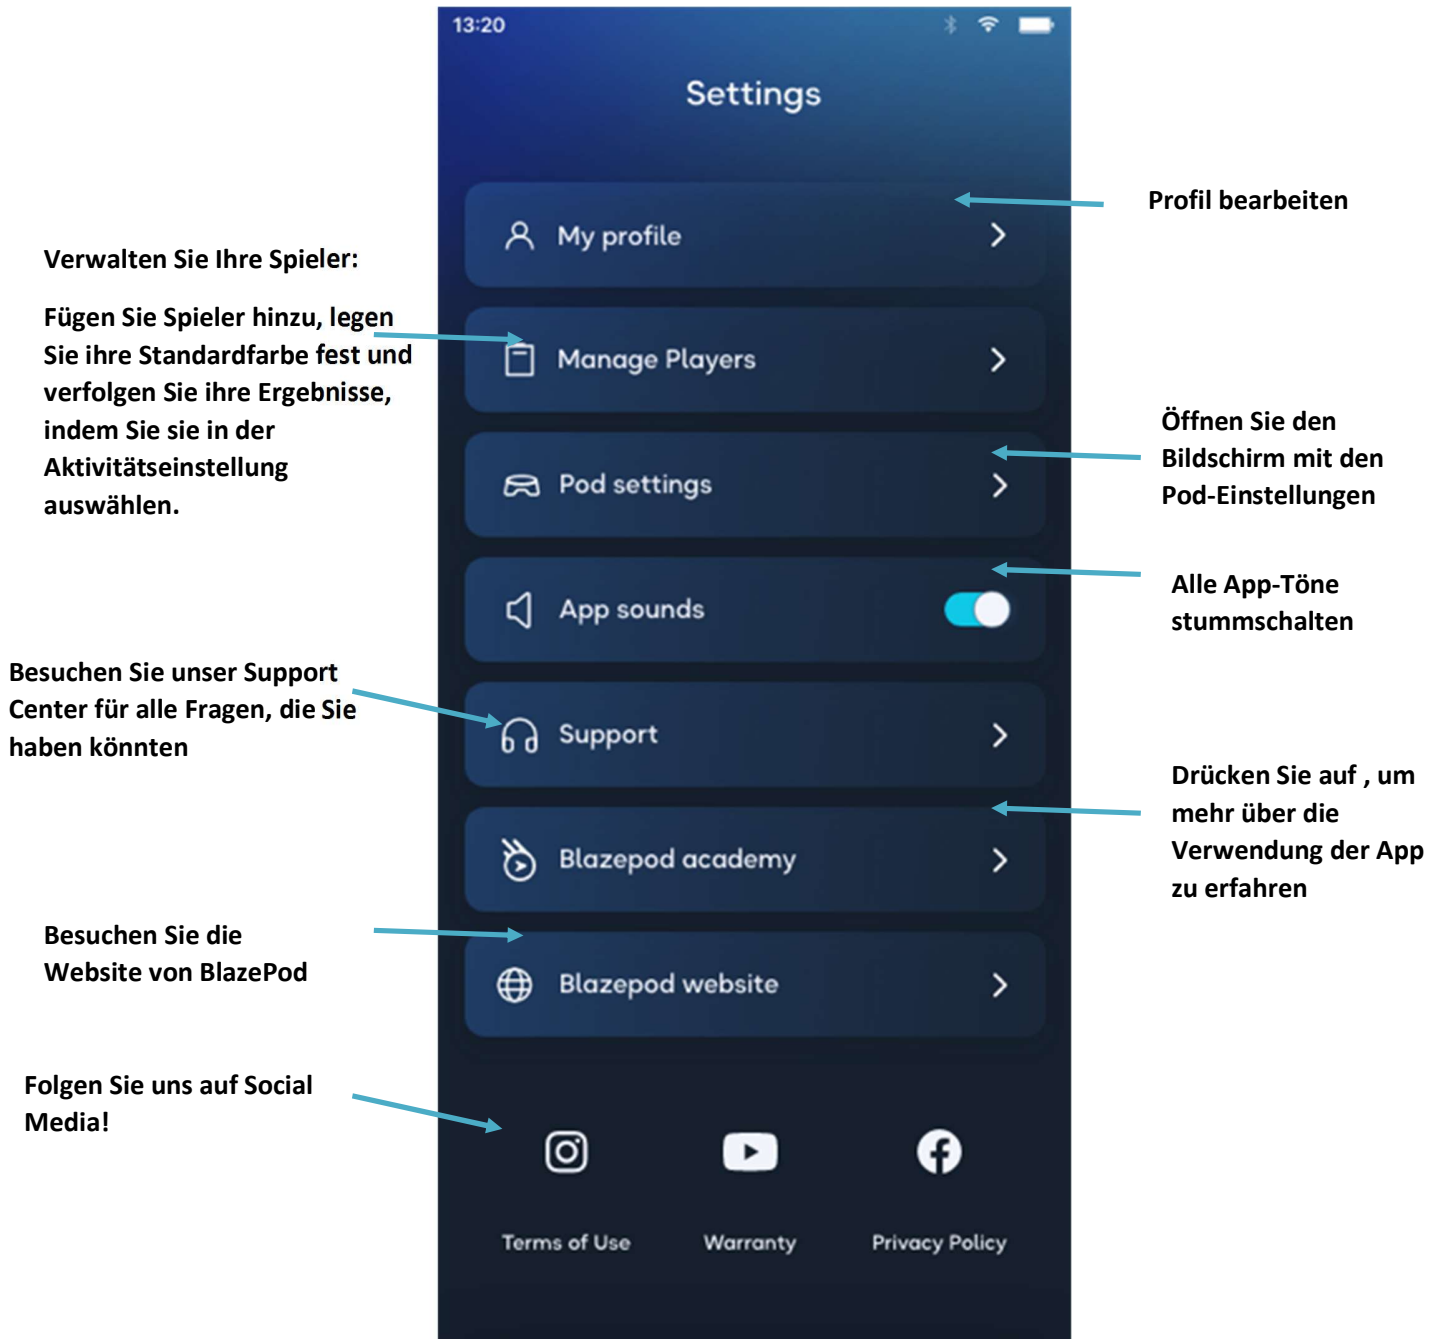 13:20
Settings
My profile
Manage Players
Pod settings
App sounds
Support
Blazepod academy
Blazepod website
Terms of Use
Warranty
Privacy Policy
Verwalten Sie Ihre Spieler:
Fügen Sie Spieler hinzu, legen
Sie ihre Standardfarbe fest und
verfolgen Sie ihre Ergebnisse,
indem Sie sie in der
Aktivitätseinstellung
auswählen.
Besuchen Sie unser Support
Center für alle Fragen, die Sie
haben könnten
Besuchen Sie die
Website von BlazePod
Folgen Sie uns auf Social
Media!
Profil bearbeiten
Öffnen Sie den
Bildschirm mit den
Pod-Einstellungen
Alle App-Töne
stummschalten
Drücken Sie auf , um
mehr über die
Verwendung der App
zu erfahren